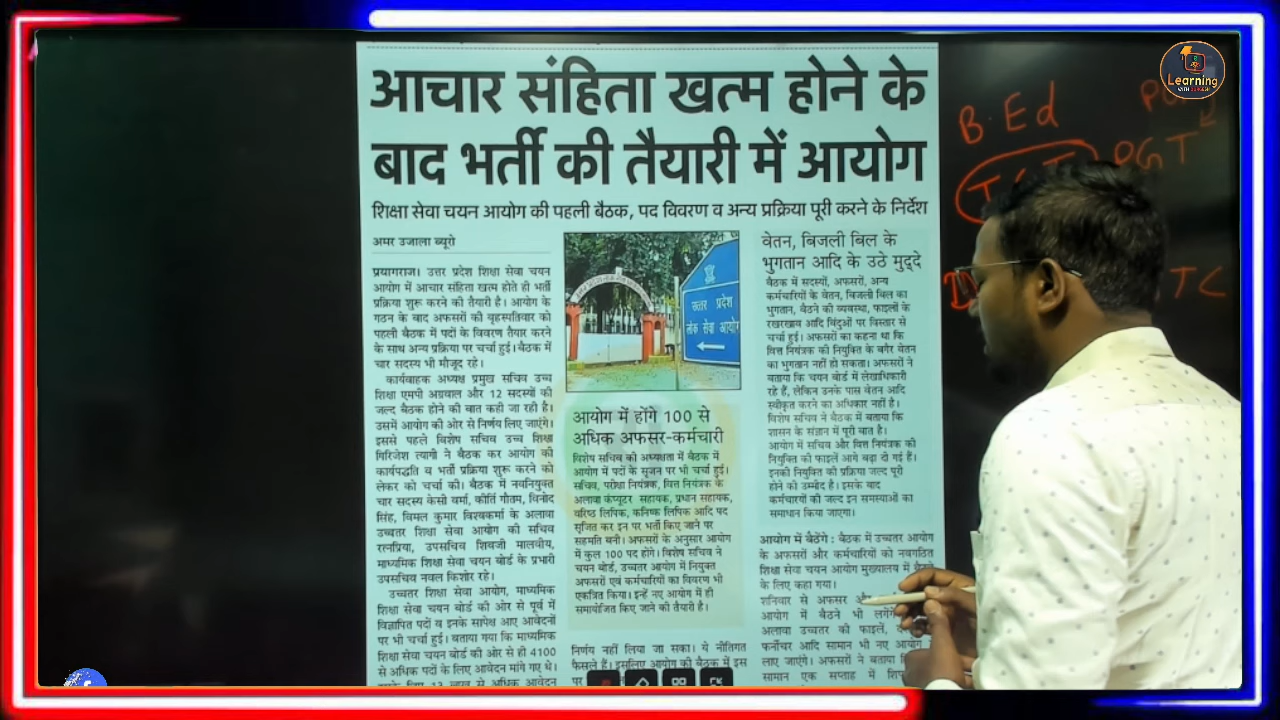 आचार संहिता खत्म होने के
बाद भर्ती की तैयारी में आयोग
शिक्षा सेवा चयन आयोग की पहली बैठक, पद विवरण व अन्य प्रक्रिया पूरी करने के निर्देश
अमर उजाला ब्यूरो
प्रयागराज। उत्तर प्रदेश शिक्षा सेवा चयन
आयोग में आचार संहिता खत्म होते ही भर्ती
प्रक्रिया शुरू करने की तैयारी है। आयोग के
गठन के बाद अफसरों की बृहस्पतिवार को
पहली बैठक में पदों के विवरण तैयार करने
के साथ अन्य प्रक्रिया पर चर्चा हुई। बैठक में
चार सदस्य भी मौजूद रहे।
कार्यवाहक अध्यक्ष प्रमुख सचिव उच्च
शिक्षा एमपी अग्रवाल और 12 सदस्यों की
जल्द बैठक होने की बात कही जा रही है।
उसमें आयोग की ओर से निर्णय लिए जाएंगे।
इससे पहले विशेष सचिव उच्च शिक्षा
गिरिजेश त्यागी ने बैठक कर आयोग की
कार्यपद्धति व भर्ती प्रक्रिया शुरू करने को
लेकर की चर्चा की। बैठक में नवनियुक्त
चार सदस्य केसी वर्मा, कीर्ति गौतम, विनोद
सिंह, विमल कुमार विश्वकर्मा के अलावा
उच्चतर शिक्षा सेवा आयोग की सचिव
रत्नप्रिया, उपसचिव शिवजी मालवीय,
माध्यमिक शिक्षा सेवा चयन बोर्ड के प्रभारी
उपसचिव नवल किशोर रहे।
उच्चतर शिक्षा सेवा आयोग, माध्यमिक
शिक्षा सेवा चयन बोर्ड की ओर से पूर्व में
विज्ञापित पदों व इनके सापेक्ष आए आवेदनों
पर भी चर्चा हुई। बताया गया कि माध्यमिक
शिक्षा सेवा चयन बोर्ड की ओर से ही 4100
से अधिक पदों के लिए आवेदन मांगे गए थे।
उत्तर प्रदेश
लोक सेवा आयोग
आयोग में होंगे 100 से
अधिक अफसर-कर्मचारी
विशेष सचिव की अध्यक्षता में बैठक में
आयोग में पदों के सृजन पर भी चर्चा हुई।
सचिव, परीक्षा नियंत्रक, वित्त नियंत्रक के
अलावा कंप्यूटर सहायक, प्रधान सहायक,
वरिष्ठ लिपिक, कनिष्क लिपिक आदि पद
सृजित कर इन पर भर्ती किए जाने पर
सहमति बनी। अफसरों के अनुसार आयोग
में कुल 100 पद होंगे। विशेष सचिव ने
चयन बोर्ड, उच्चतर आयोग में नियुक्त
अफसरों एवं कर्मचारियों का विवरण भी
एकत्रित किया। इन्हें नए आयोग में ही
समायोजित किए जाने की तैयारी है।
निर्णय नहीं लिया जा सका। ये नीतिगत
फैसले हैं। इसलिए आयोग की बैठक में इस
पर
वेतन, बिजली बिल के
भुगतान आदि के उठे मुद्दे
बैठक में सदस्यों, अफसरों, अन्य
कर्मचारियों के वेतन, बिजली बिल का
भुगतान, बैठने की व्यवस्था, फाइलों के
रखरखाव आदि बिंदुओं पर विस्तार से
चर्चा हुई। अफसरों का कहना था कि
वित्त नियंत्रक की नियुक्ति के बगैर वेतन
का भुगतान नहीं हो सकता। अफसरों ने
बताया कि चयन बोर्ड में लेखाधिकारी
रहे हैं, लेकिन उनके पास वेतन आदि
स्वीकृत करने का अधिकार नहीं है।
विशेष सचिव ने बैठक में बताया कि
शासन के संज्ञान में पूरी बात है।
आयोग में सचिव और वित्त नियंत्रक की
नियुक्ति की फाइलें आगे बढ़ा दी गई हैं।
इनकी नियुक्ति की प्रक्रिया जल्द पूरी
होने की उम्मीद है। इसके बाद
कर्मचारयों की जल्द इन समस्याओं का
समाधान किया जाएगा।
आयोग में बैठेंगे : बैठक में उच्चतर आयोग
के अफसरों और कर्मचारियों को नवगठित
शिक्षा सेवा चयन आयोग मुख्यालय में बैठने
के लिए कहा गया।
शनिवार से अफसर
आयोग में बैठने भी लगेंगे
अलावा उच्चतर की फाइलें,
फर्नीचर आदि सामान भी नए आयोग
लाए जाएंगे। अफसरों ने बताया
सामान एक सप्ताह में
B.Ed
PGT
TC
Learning